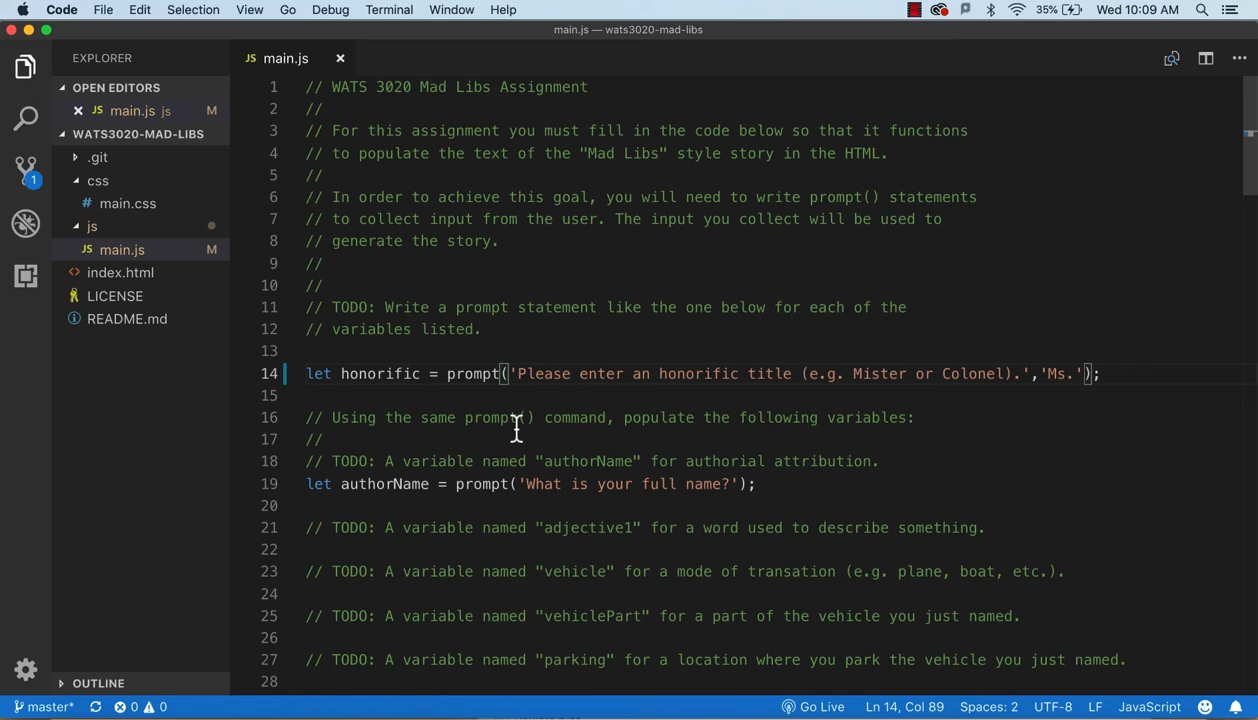 Code File Edit Selection View Go Debug Terminal Window Help 35% Wed 10:09 AM
main.js — wats3020-mad-libs
EXPLORER
JS main.js
OPEN EDITORS
JS main.js js M
WATS3020-MAD-LIBS
.git
css
# main.css
js
JS main.js M
<> index.html
LICENSE
README.md
OUTLINE
1 // WATS 3020 Mad Libs Assignment
2 //
3 // For this assignment you must fill in the code below so that it functions
4 // to populate the text of the "Mad Libs" style story in the HTML.
5 //
6 // In order to achieve this goal, you will need to write prompt() statements
7 // to collect input from the user. The input you collect will be used to
8 // generate the story.
9 //
10 //
11 // TODO: Write a prompt statement like the one below for each of the
12 // variables listed.
13
14 let honorific = prompt('Please enter an honorific title (e.g. Mister or Colonel).','Ms.');
15
16 // Using the same prompt() command, populate the following variables:
17 //
18 // TODO: A variable named "authorName" for authorial attribution.
19 let authorName = prompt('What is your full name?');
20
21 // TODO: A variable named "adjective1" for a word used to describe something.
22
23 // TODO: A variable named "vehicle" for a mode of transation (e.g. plane, boat, etc.).
24
25 // TODO: A variable named "vehiclePart" for a part of the vehicle you just named.
26
27 // TODO: A variable named "parking" for a location where you park the vehicle you just named.
28
1
master* 0 0 Go Live Ln 14, Col 89 Spaces: 2 UTF-8 LF JavaScript